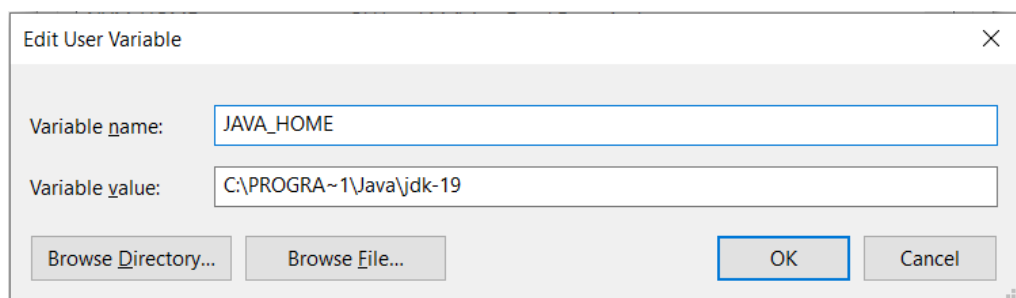 Edit User Variable
Variable name: JAVA_HOME
Variable value: C:\PROGRA~1\Java\jdk-19
Browse Directory... Browse File... OK Cancel